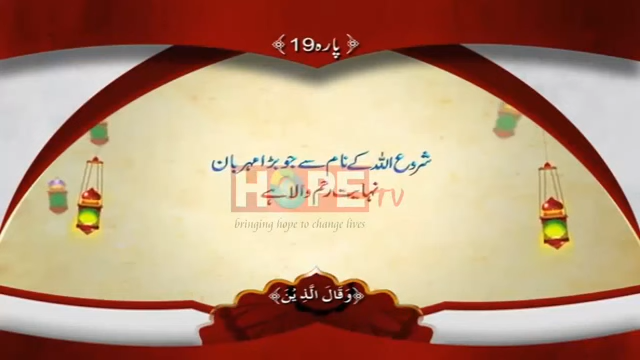 ﴾ پارہ 19 ﴿
شروع اللہ کے نام سے جو بڑا مہربان
نہایت رحم والا ہے
HOPE TV
bringing hope to change lives
﴾وَقَالَ الَّذِیْنَ﴿